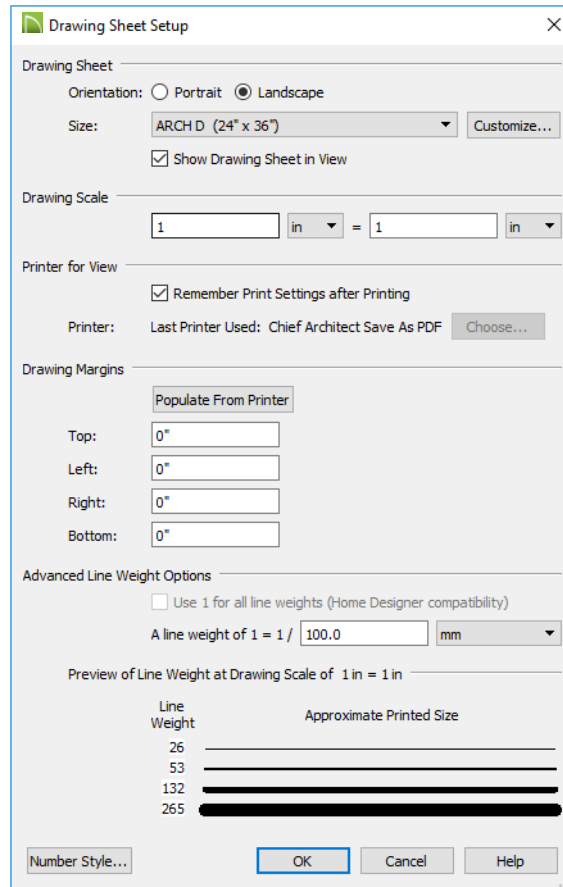 Drawing Sheet Setup
Drawing Sheet
Orientation: Portrait Landscape
Size: ARCH D (24" x 36") Customize...
Show Drawing Sheet in View
Drawing Scale
1 in = 1 in
Printer for View
Remember Print Settings after Printing
Printer: Last Printer Used: Chief Architect Save As PDF Choose...
Drawing Margins
Populate From Printer
Top: 0"
Left: 0"
Right: 0"
Bottom: 0"
Advanced Line Weight Options
Use 1 for all line weights (Home Designer compatibility)
A line weight of 1 = 1 / 100.0 mm
Preview of Line Weight at Drawing Scale of 1 in = 1 in
Line
Weight Approximate Printed Size
26
53
132
265
Number Style... OK Cancel Help